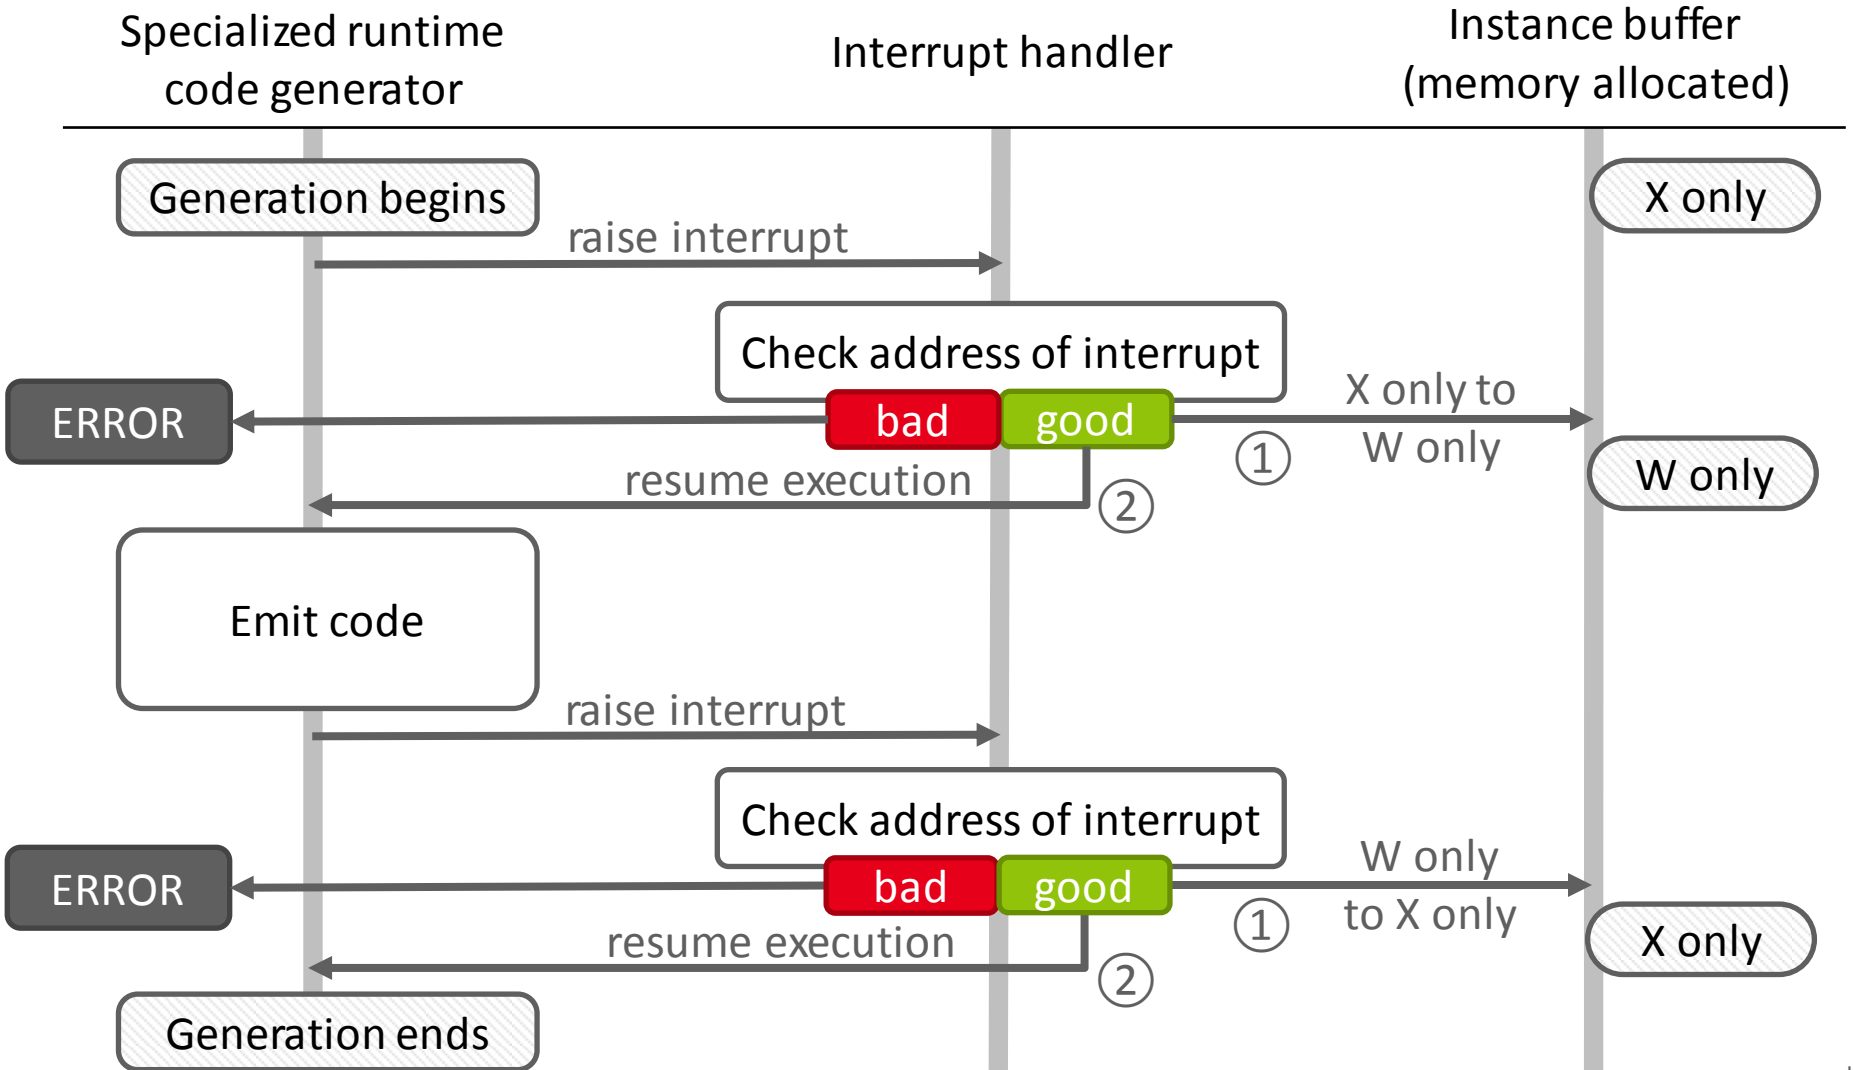 Specialized runtime
code generator
Interrupt handler
Instance buffer
(memory allocated)
Generation begins
X only
raise interrupt
Check address of interrupt
ERROR
bad
good
X only to
W only
①
resume execution
②
W only
Emit code
raise interrupt
Check address of interrupt
ERROR
bad
good
W only
to X only
①
resume execution
②
X only
Generation ends